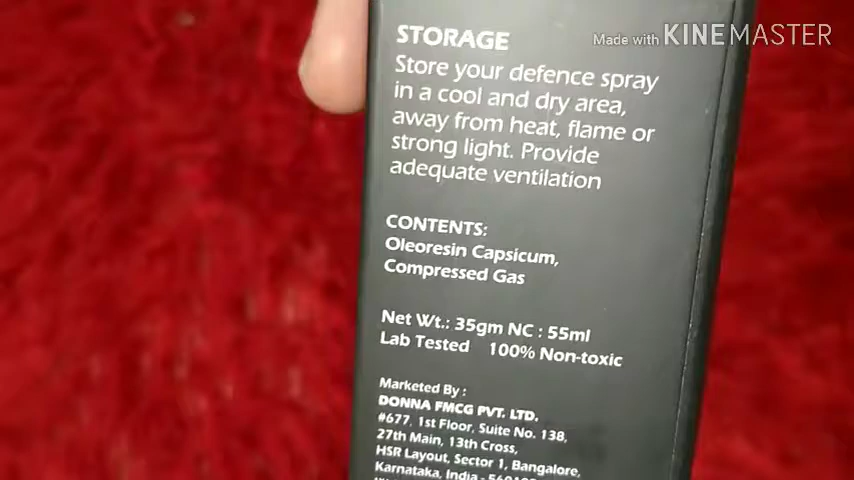 Made with KINEMASTER
STORAGE
Store your defence spray
in a cool and dry area,
away from heat, flame or
strong light. Provide
adequate ventilation
CONTENTS:
Oleoresin Capsicum,
Compressed Gas
Net Wt.: 35gm NC : 55ml
Lab Tested 100% Non-toxic
Marketed By :
DONNA FMCG PVT. LTD.
#677, 1st Floor, Suite No. 138,
27th Main, 13th Cross,
HSR Layout, Sector 1, Bangalore,
Karnataka, India -